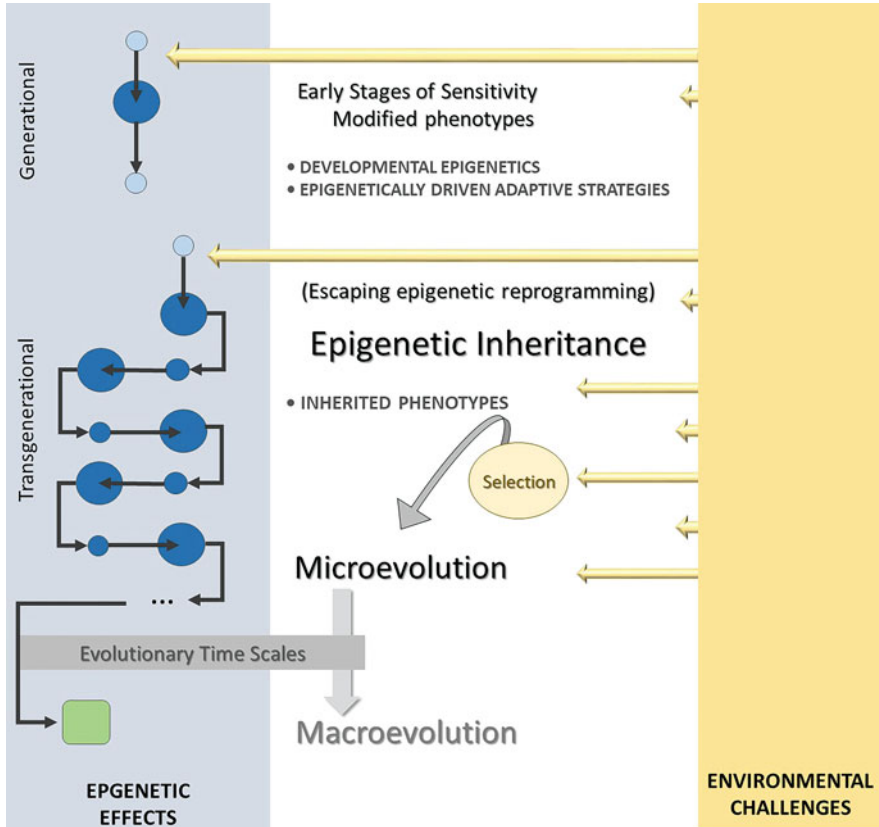 Generational
Early Stages of Sensitivity
Modified phenotypes
• DEVELOPMENTAL EPIGENETICS
• EPIGENETICALLY DRIVEN ADAPTIVE STRATEGIES
Transgenerational
(Escaping epigenetic reprogramming)
Epigenetic Inheritance
• INHERITED PHENOTYPES
Selection
Microevolution
...
Evolutionary Time Scales
Macroevolution
EPGENETIC
EFFECTS
ENVIRONMENTAL
CHALLENGES